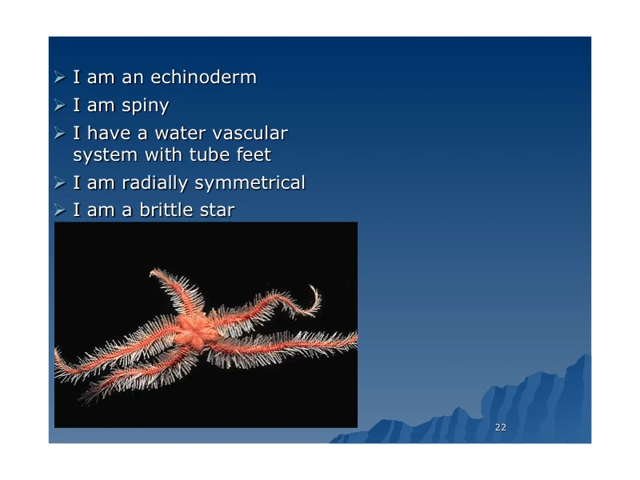 I am an echinoderm
I am spiny
I have a water vascular
system with tube feet
I am radially symmetrical
I am a brittle star
22